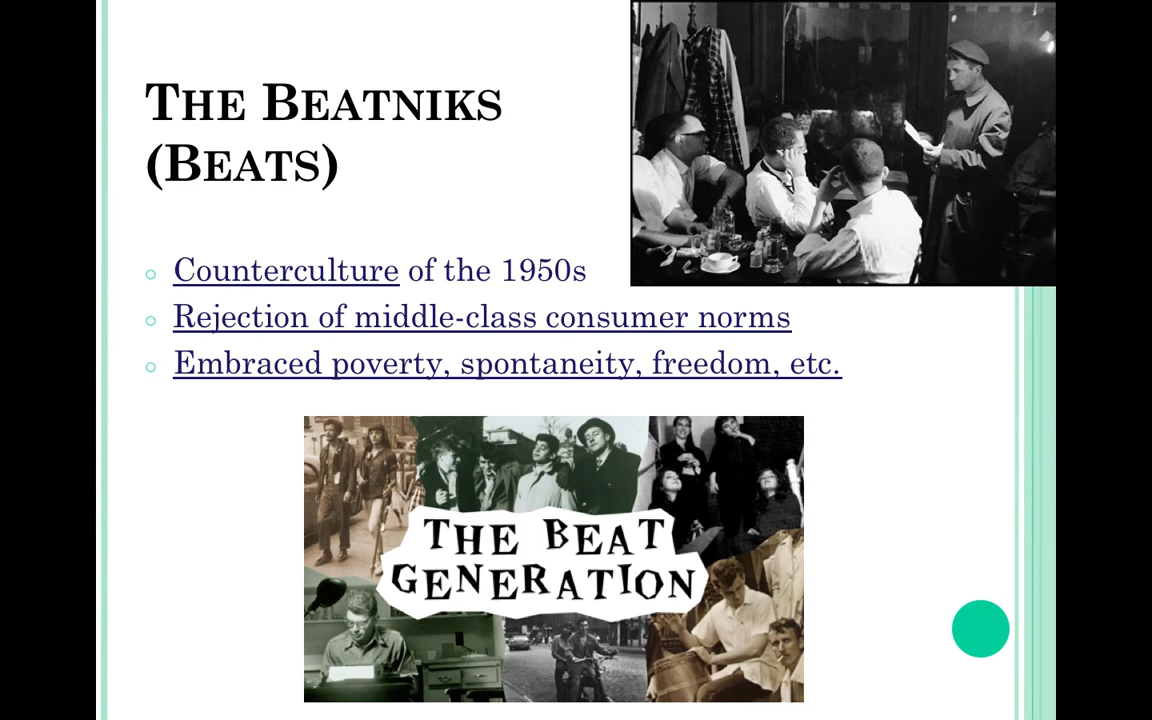 THE BEATNIKS
(BEATS)
Counterculture of the 1950s
Rejection of middle-class consumer norms
Embraced poverty, spontaneity, freedom, etc.
THE BEAT
GENERATION